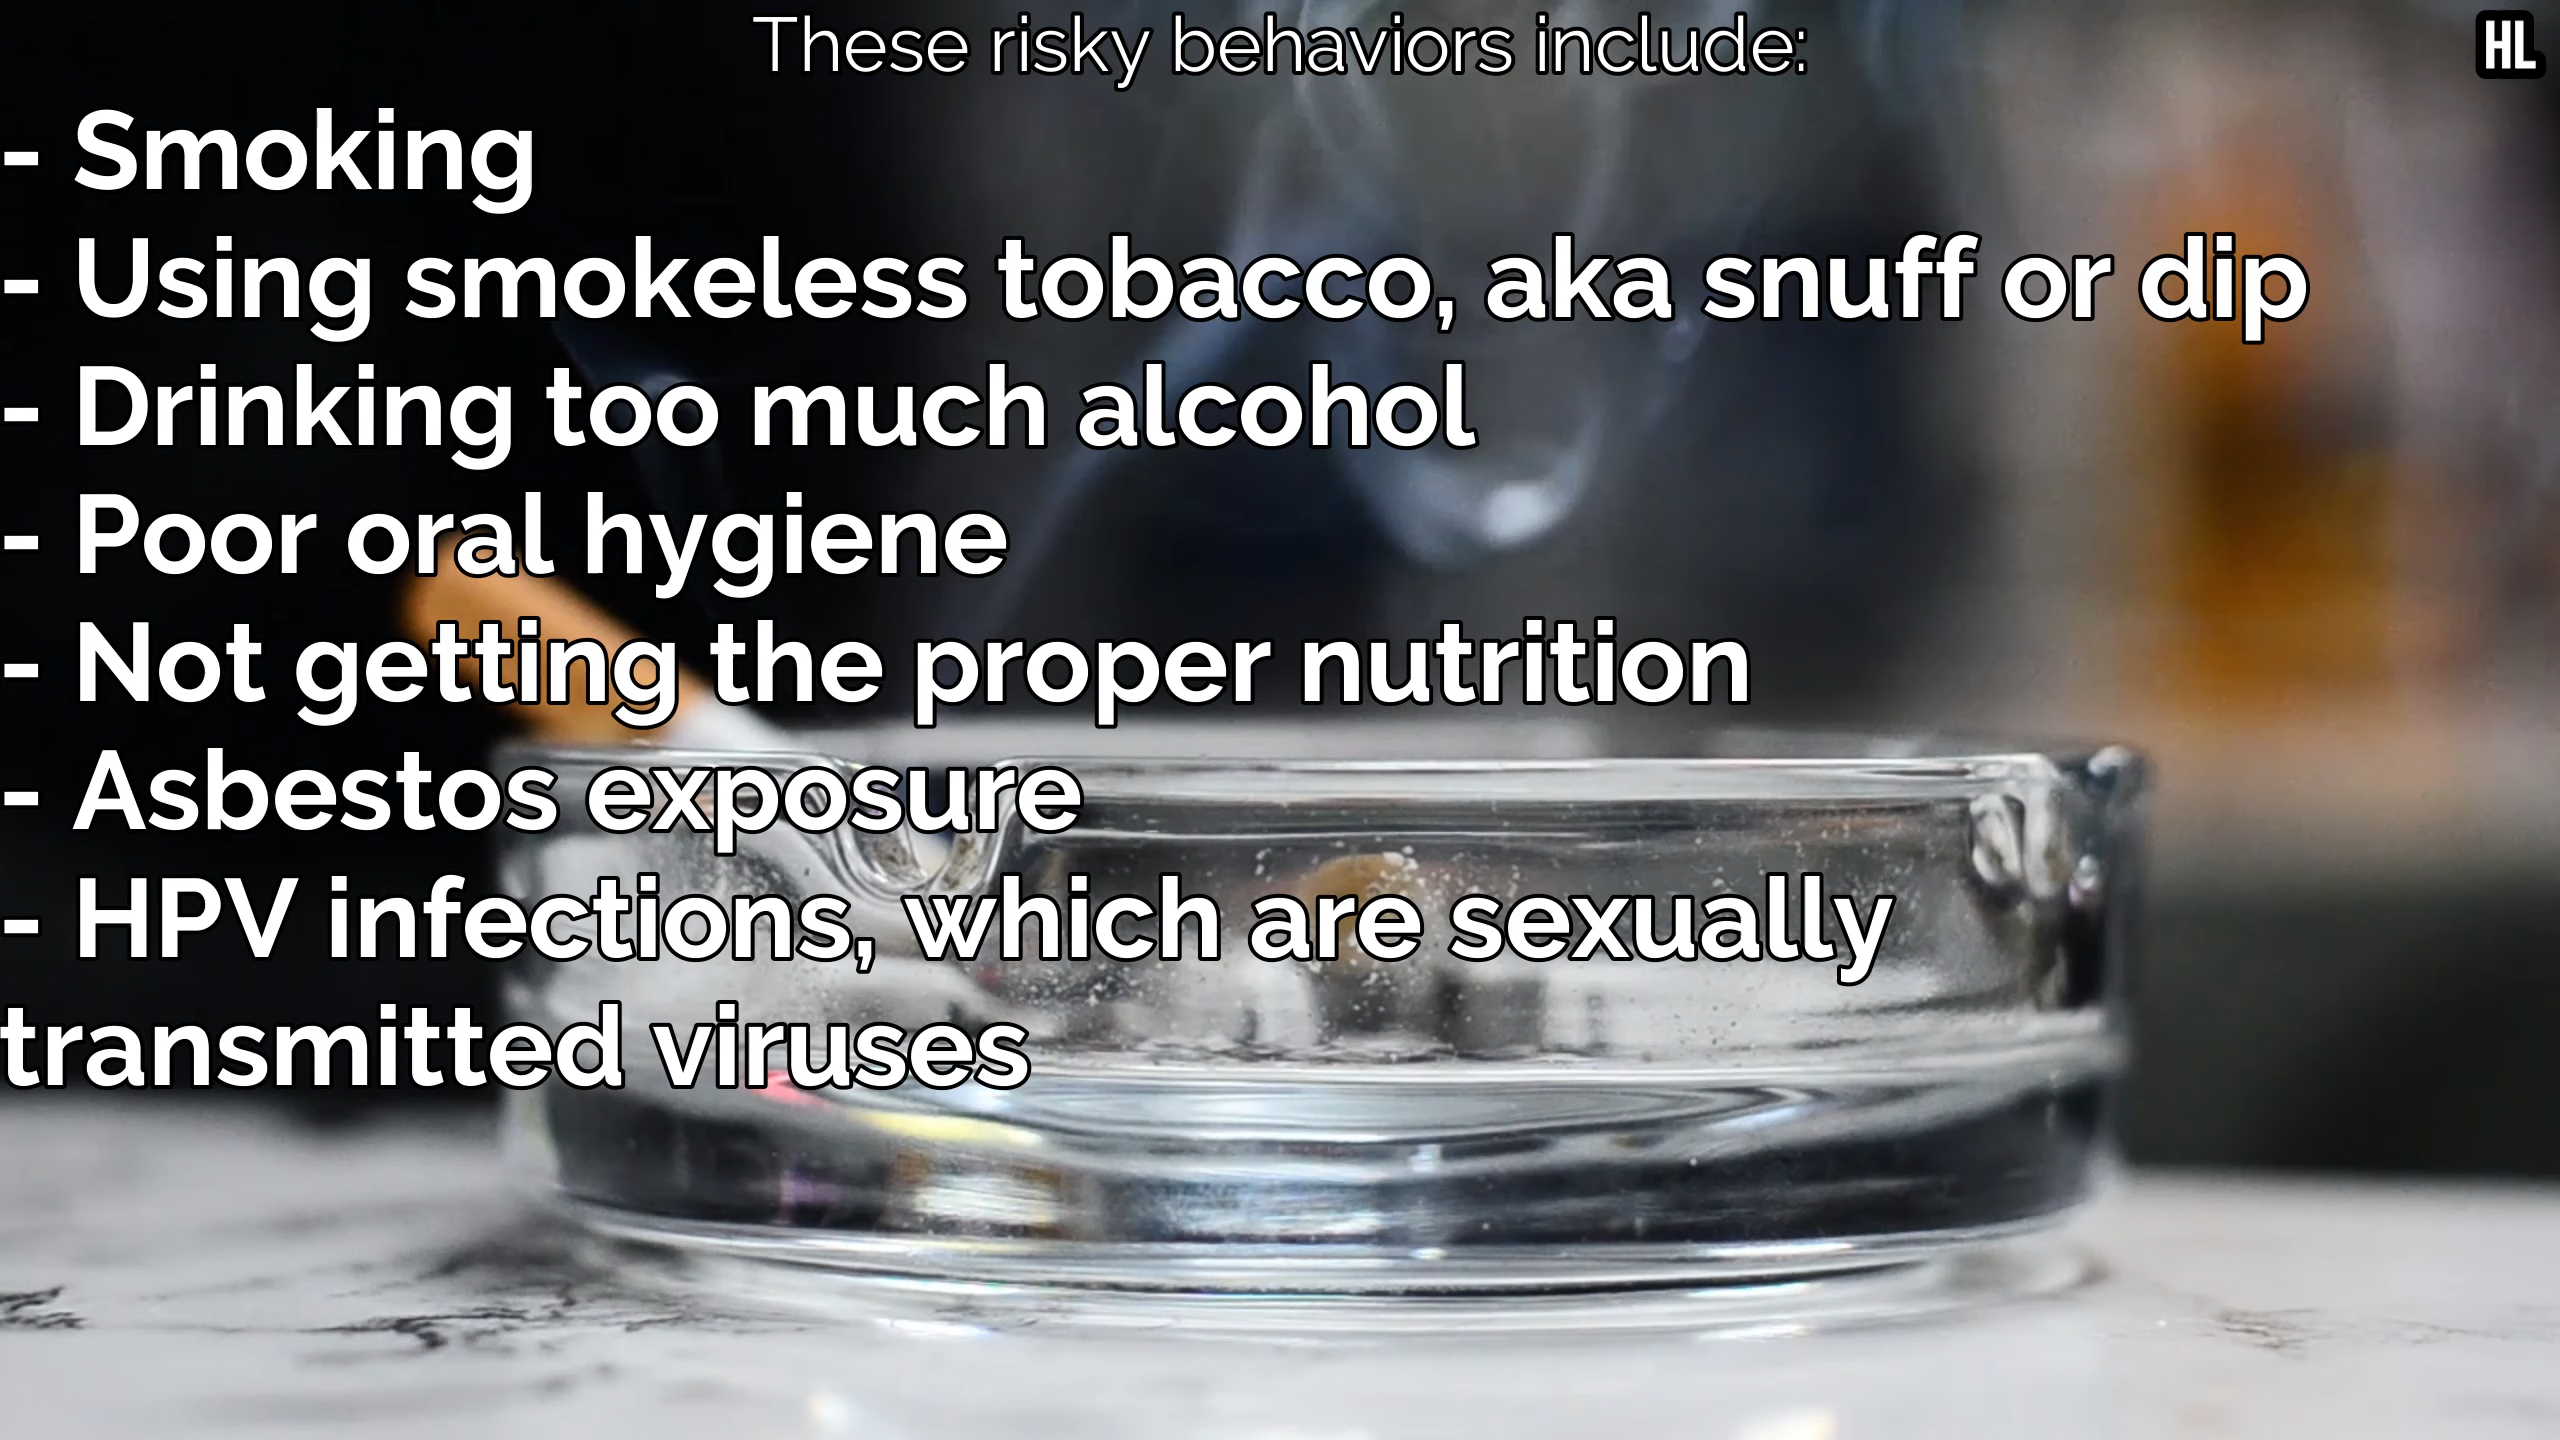 These risky behaviors include:
HL
- Smoking
- Using smokeless tobacco, aka snuff or dip
- Drinking too much alcohol
- Poor oral hygiene
- Not getting the proper nutrition
- Asbestos exposure
- HPV infections, which are sexually
transmitted viruses